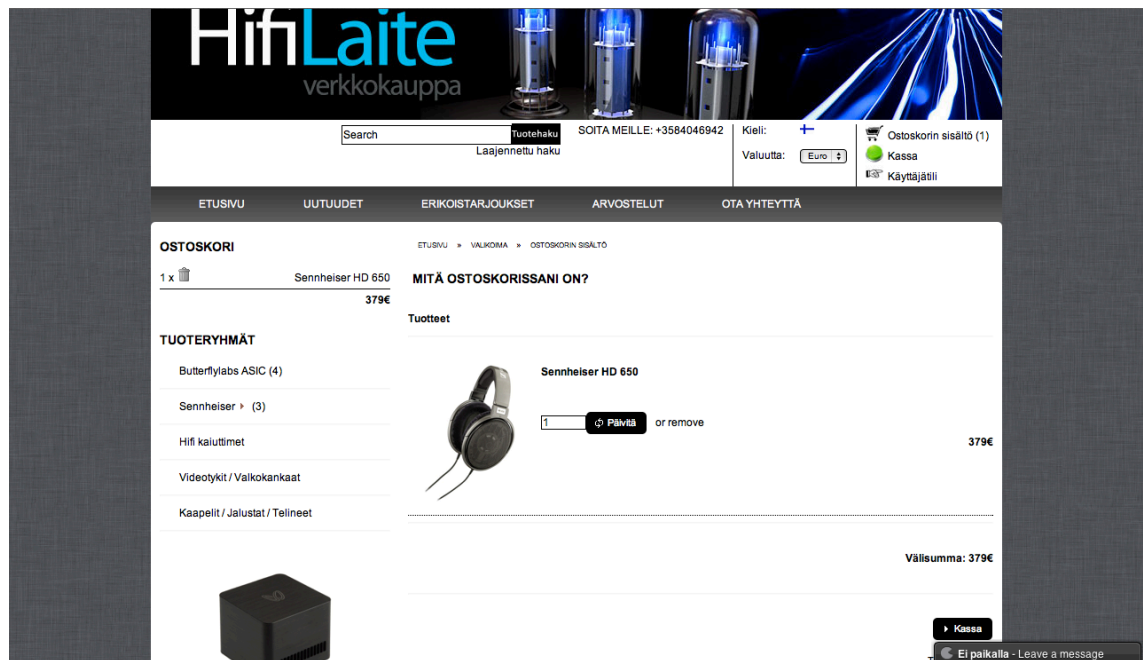 HifiLaite
verkkokauppa
Search
Tuotehaku
Laajennettu haku
SOITA MEILLE: +3584046942
Kieli:
Valuutta:
Euro
Ostoskorin sisältö (1)
Kassa
Käyttäjätili
ETUSIVU
UUTUUDET
ERIKOISTARJOUKSET
ARVOSTELUT
OTA YHTEYTTÄ
OSTOSKORI
1 x
Sennheiser HD 650
379€
TUOTERYHMÄT
Butterflylabs ASIC (4)
Sennheiser (3)
Hifi kaiuttimet
Videotykit / Valkokankaat
Kaapelit / Jalustat / Telineet
ETUSIVU » VALIKOIMA » OSTOSKORIN SISÄLTÖ
MITÄ OSTOSKORISSANI ON?
Tuotteet
Sennheiser HD 650
1
Päivitä
or remove
379€
Välisumma: 379€
Kassa
Ei paikalla - Leave a message